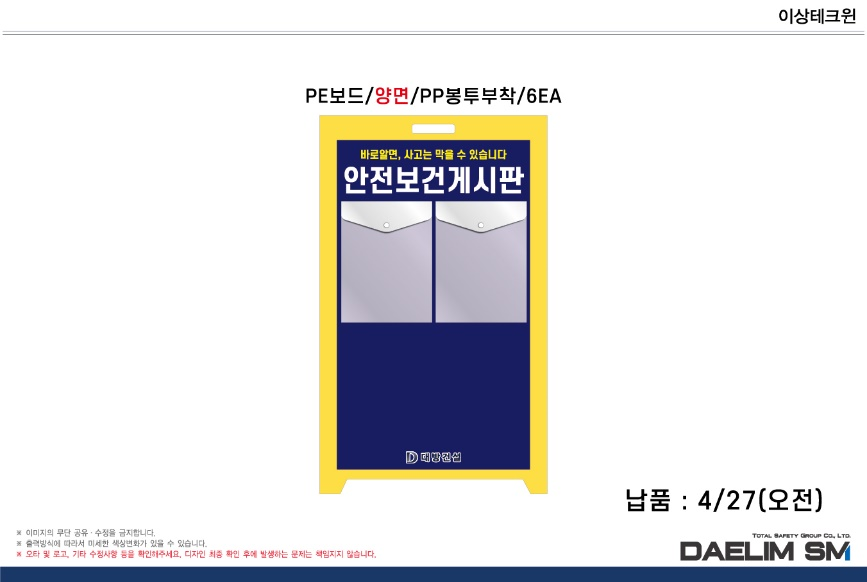 이상테크윈
PE보드/양면/PP봉투부착/6EA
바로알면, 사고는 막을 수 있습니다
안전보건게시판
대방건설
납품 : 4/27(오전)
※ 이미지의 무단 공유 · 수정을 금지합니다.
※ 출력방식에 따라서 미세한 색상변화가 있을 수 있습니다.
※ 오타 및 로고, 기타 수정사항 등을 확인해주세요. 디자인 최종 확인 후에 발생하는 문제는 책임지지 않습니다.
TOTAL SAFETY GROUP CO., LTD.
DAELIM SM